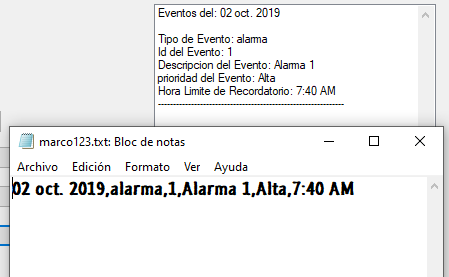 Eventos del: 02 oct. 2019
Tipo de Evento: alarma
Id del Evento: 1
Descripcion del Evento: Alarma 1
prioridad del Evento: Alta
Hora Limite de Recordatorio: 7:40 AM
------------------------------------------------------------
marco123.txt: Bloc de notas
Archivo Edición Formato Ver Ayuda
02 oct. 2019,alarma,1,Alarma 1,Alta,7:40 AM